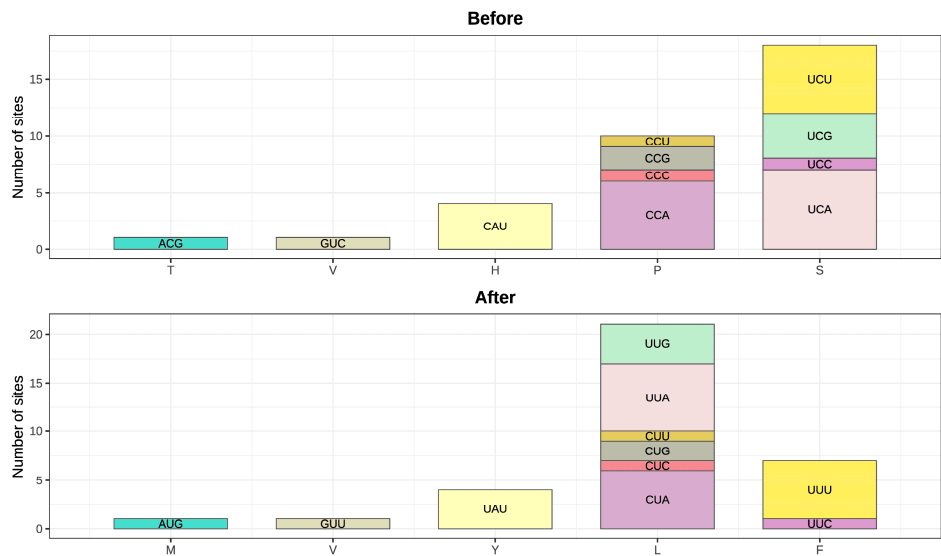 Before
Number of sites
15
10
5
0
UCU
UCG
UCC
UCA
CCU
CCG
CCC
CCA
CAU
ACG
GUC
T V H P S
After
Number of sites
20
15
10
5
0
UUG
UUA
CUU
CUG
CUC
CUA
UUU
UUC
UAU
AUG
GUU
M V Y L F